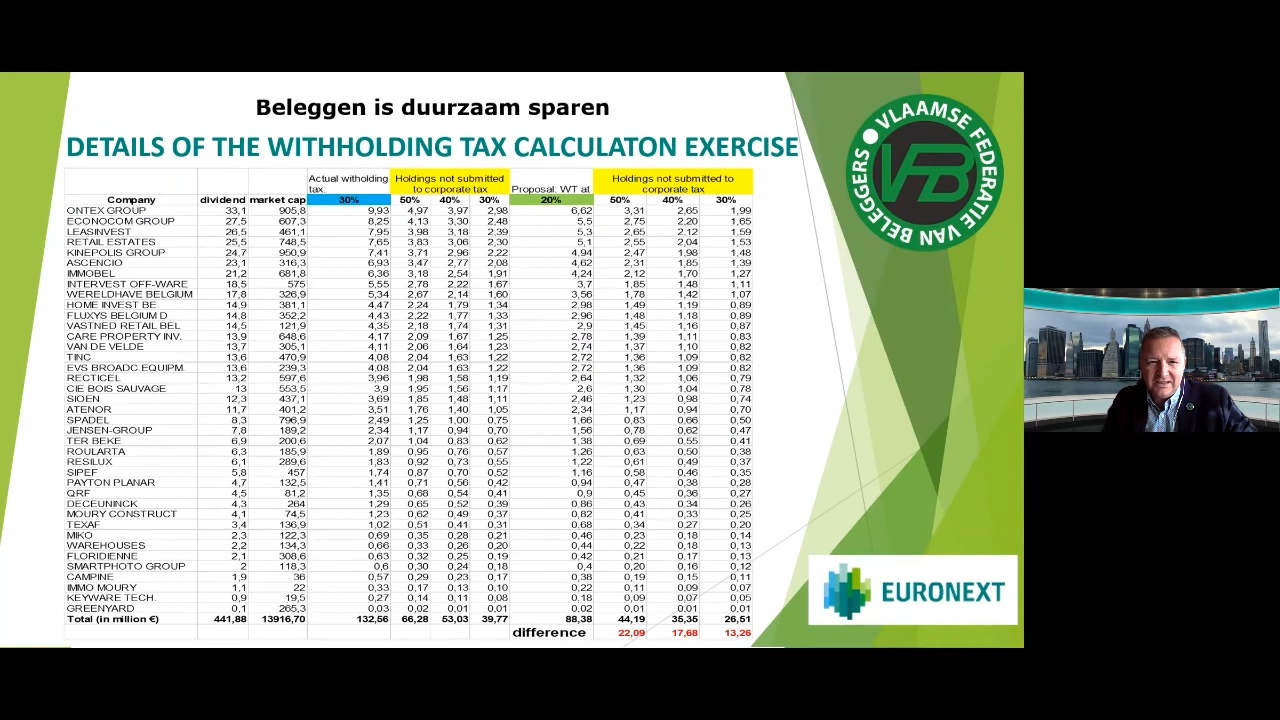 Beleggen is duurzaam sparen
DETAILS OF THE WITHHOLDING TAX CALCULATON EXERCISE
Actual witholding tax: Holdings not submitted to corporate tax Proposal: WT at Holdings not submitted to corporate tax
Company dividend market cap 30% 50% 40% 30% 20% 50% 40% 30%
ONTEX GROUP 33,1 905,8 9,93 4,97 3,97 2,98 6,62 3,31 2,65 1,99
ECONOCOM GROUP 27,5 607,3 8,25 4,13 3,30 2,48 5,5 2,75 2,20 1,65
LEASINVEST 26,5 461,1 7,95 3,98 3,18 2,39 5,3 2,65 2,12 1,59
RETAIL ESTATES 25,5 748,5 7,65 3,83 3,06 2,30 5,1 2,55 2,04 1,53
KINEPOLIS GROUP 24,7 950,9 7,41 3,71 2,96 2,22 4,94 2,47 1,98 1,48
ASCENCIO 23,1 316,3 6,93 3,47 2,77 2,08 4,62 2,31 1,85 1,39
IMMOBEL 21,2 681,8 6,36 3,18 2,54 1,91 4,24 2,12 1,70 1,27
INTERVEST OFF-WARE 18,5 575 5,55 2,78 2,22 1,67 3,7 1,85 1,48 1,11
WERELDHAVE BELGIUM 17,8 326,9 5,34 2,67 2,14 1,60 3,56 1,78 1,42 1,07
HOME INVEST BE. 14,9 381,1 4,47 2,24 1,79 1,34 2,98 1,49 1,19 0,89
FLUXYS BELGIUM D 14,8 352,2 4,43 2,22 1,77 1,33 2,96 1,48 1,18 0,89
VASTNED RETAIL BEL 14,5 121,9 4,35 2,18 1,74 1,31 2,9 1,45 1,16 0,87
CARE PROPERTY INV. 13,9 648,6 4,17 2,09 1,67 1,25 2,78 1,39 1,11 0,83
VAN DE VELDE 13,7 305,1 4,11 2,06 1,64 1,23 2,74 1,37 1,10 0,82
TINC 13,6 470,9 4,08 2,04 1,63 1,22 2,72 1,36 1,09 0,82
EVS BROADC.EQUIPM. 13,6 239,3 4,08 2,04 1,63 1,22 2,72 1,36 1,09 0,82
RECTICEL 13,2 597,6 3,96 1,98 1,58 1,19 2,64 1,32 1,06 0,79
CIE BOIS SAUVAGE 13 553,5 3,9 1,95 1,56 1,17 2,6 1,30 1,04 0,78
SIOEN 12,3 437,1 3,69 1,85 1,48 1,11 2,46 1,23 0,98 0,74
ATENOR 11,7 401,2 3,51 1,76 1,40 1,05 2,34 1,17 0,94 0,70
SPADEL 8,3 796,9 2,49 1,25 1,00 0,75 1,66 0,83 0,66 0,50
JENSEN-GROUP 7,8 189,2 2,34 1,17 0,94 0,70 1,56 0,78 0,62 0,47
TER BEKE 6,9 200,6 2,07 1,04 0,83 0,62 1,38 0,69 0,55 0,41
ROULARTA 6,3 185,9 1,89 0,95 0,76 0,57 1,26 0,63 0,50 0,38
RESILUX 6,1 289,6 1,83 0,92 0,73 0,55 1,22 0,61 0,49 0,37
SIPEF 5,8 457 1,74 0,87 0,70 0,52 1,16 0,58 0,46 0,35
PAYTON PLANAR 4,7 132,5 1,41 0,71 0,56 0,42 0,94 0,47 0,38 0,28
QRF 4,5 81,2 1,35 0,68 0,54 0,41 0,9 0,45 0,36 0,27
DECEUNINCK 4,3 264 1,29 0,65 0,52 0,39 0,86 0,43 0,34 0,26
MOURY CONSTRUCT 4,1 74,5 1,23 0,62 0,49 0,37 0,82 0,41 0,33 0,25
TEXAF 3,4 136,9 1,02 0,51 0,41 0,31 0,68 0,34 0,27 0,20
MIKO 2,3 122,3 0,69 0,35 0,28 0,21 0,46 0,23 0,18 0,14
WAREHOUSES 2,2 134,3 0,66 0,33 0,26 0,20 0,44 0,22 0,18 0,13
FLORIDIENNE 2,1 308,6 0,63 0,32 0,25 0,19 0,42 0,21 0,17 0,13
SMARTPHOTO GROUP 2 118,3 0,6 0,30 0,24 0,18 0,4 0,20 0,16 0,12
CAMPINE 1,9 36 0,57 0,29 0,23 0,17 0,38 0,19 0,15 0,11
IMMO MOURY 1,1 22 0,33 0,17 0,13 0,10 0,22 0,11 0,09 0,07
KEYWARE TECH. 0,9 19,5 0,27 0,14 0,11 0,08 0,18 0,09 0,07 0,05
GREENYARD 0,1 265,3 0,03 0,02 0,01 0,01 0,02 0,01 0,01 0,01
Total (in million €) 441,88 13916,70 132,56 66,28 53,03 39,77 88,38 44,19 35,35 26,51
difference 22,09 17,68 13,26
VLAAMSE FEDERATIE VAN BELEGGERS
VFB
EURONEXT